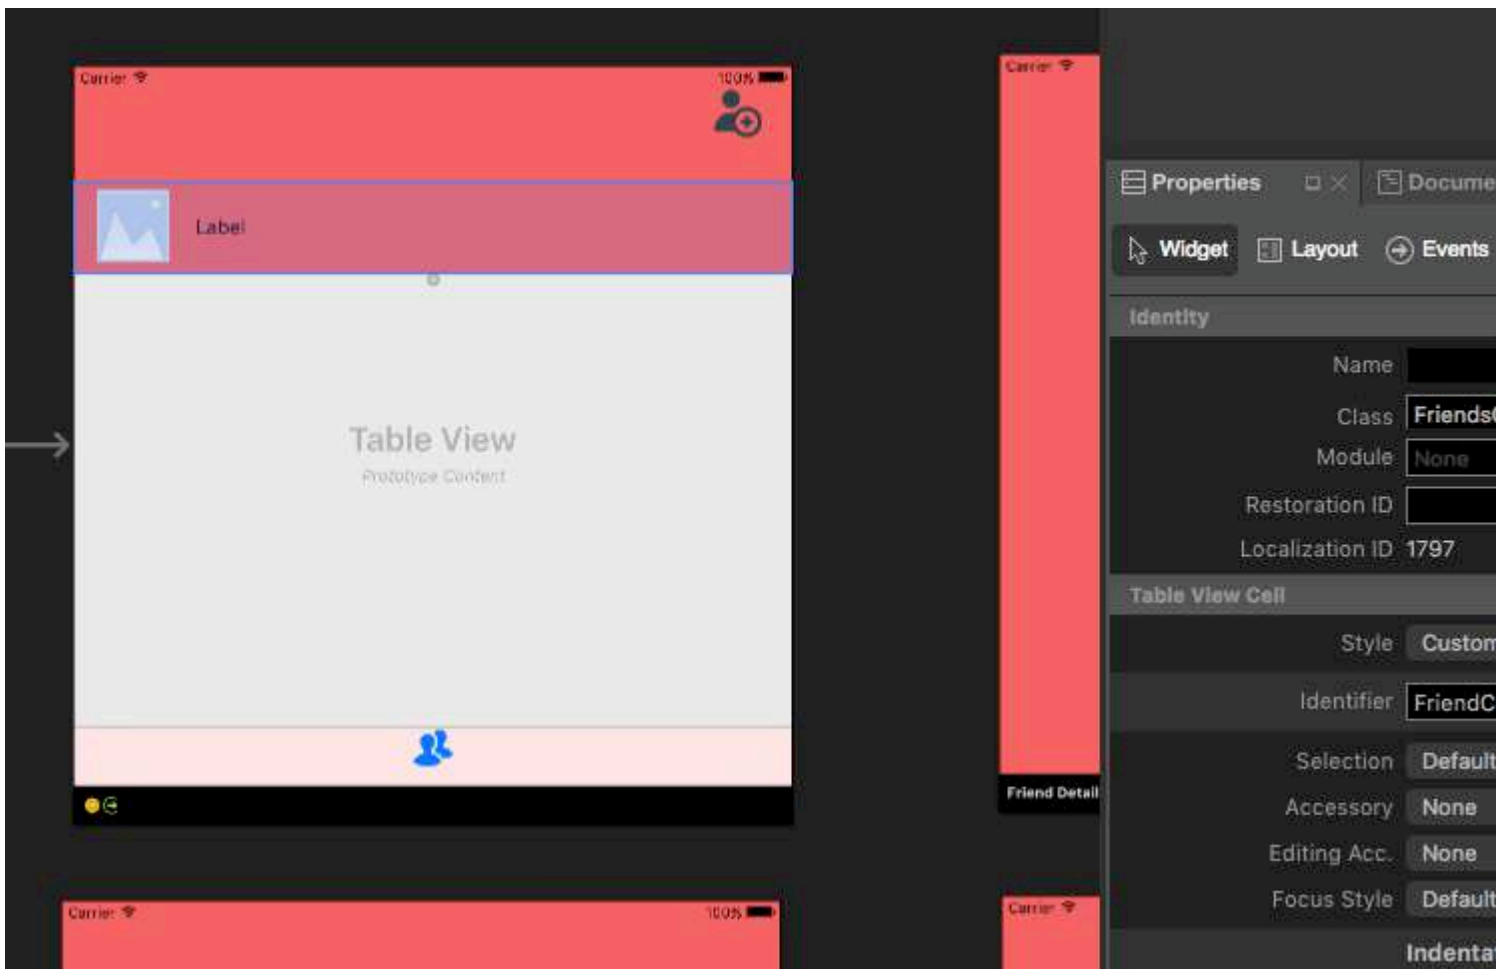 Carrier
100%
Label
Table View
Prototype Content
Carrier
100%
Carrier
Friend Detail
Carrier
Properties
Docume
Widget
Layout
Events
Identity
Name
Class
Friends
Module
None
Restoration ID
Localization ID
1797
Table View Cell
Style
Custom
Identifier
FriendC
Selection
Default
Accessory
None
Editing Acc.
None
Focus Style
Default
Indenta